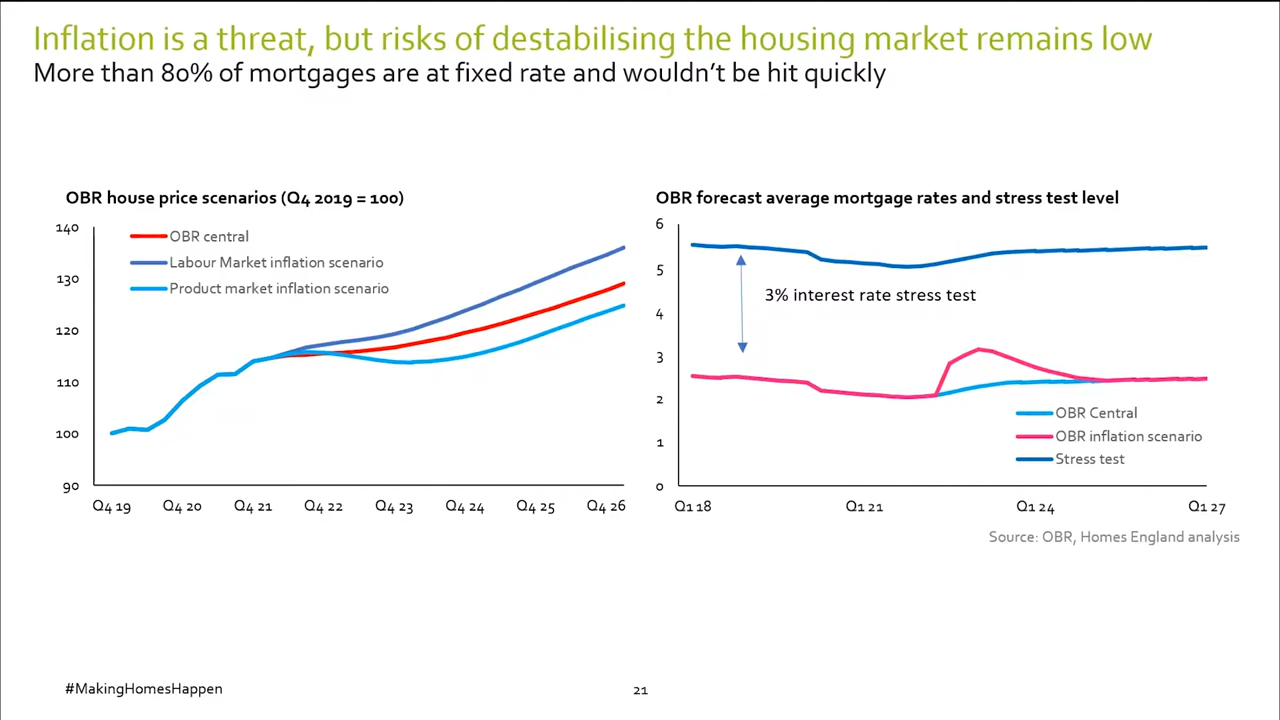 Inflation is a threat, but risks of destabilising the housing market remains low
More than 80% of mortgages are at fixed rate and wouldn't be hit quickly
OBR house price scenarios (Q4 2019 = 100)
140
130
120
110
100
90
OBR central
Labour Market inflation scenario
Product market inflation scenario
Q4 19 Q4 20 Q4 21 Q4 22 Q4 23 Q4 24 Q4 25 Q4 26
OBR forecast average mortgage rates and stress test level
6
5
4
3
2
1
0
3% interest rate stress test
OBR Central
OBR inflation scenario
Stress test
Q1 18 Q1 21 Q1 24 Q1 27
Source: OBR, Homes England analysis
#MakingHomesHappen
21